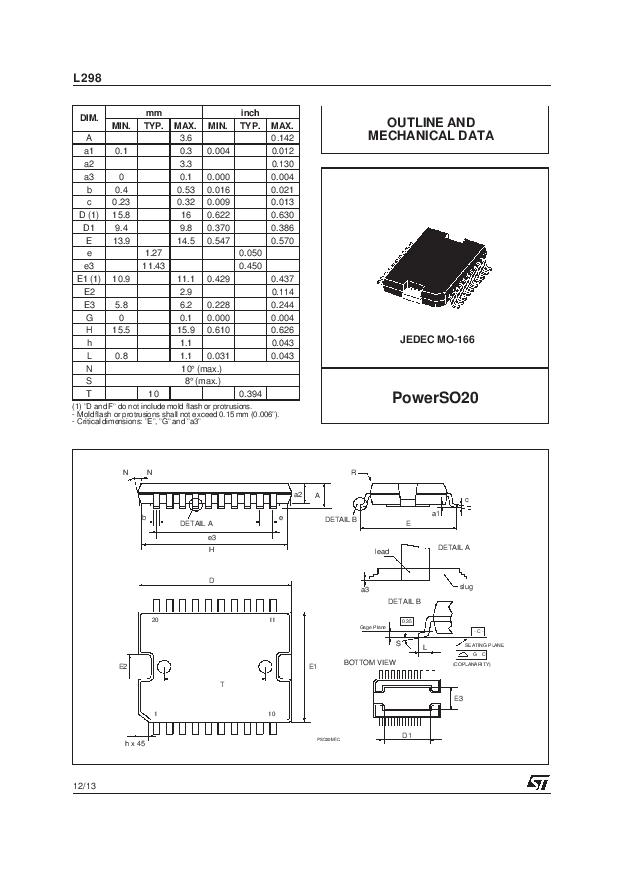 L298
DIM. mm inch
MIN. TYP. MAX. MIN. TYP. MAX.
A 3.6 0.142
a1 0.1 0.3 0.004 0.012
a2 3.3 0.130
a3 0 0.1 0.000 0.004
b 0.4 0.53 0.016 0.021
c 0.23 0.32 0.009 0.013
D (1) 15.8 16 0.622 0.630
D1 9.4 9.8 0.370 0.386
E 13.9 14.5 0.547 0.570
e 1.27 0.050
e3 11.43 0.450
E1 (1) 10.9 11.1 0.429 0.437
E2 2.9 0.114
E3 5.8 6.2 0.228 0.244
G 0 0.1 0.000 0.004
H 15.5 15.9 0.610 0.626
h 1.1 0.043
L 0.8 1.1 0.031 0.043
N 10° (max.)
S 8° (max.)
T 10 0.394
(1) "D and F" do not include mold flash or protrusions.
- Mold flash or protrusions shall not exceed 0.15 mm (0.006").
- Critical dimensions: "E", "G" and "a3"
OUTLINE AND
MECHANICAL DATA
JEDEC MO-166
PowerSO20
N N
a2 A
b DETAIL A e
e3
H
R
c
DETAIL B a1
E
lead DETAIL A
a3 slug
D
20 11
E2 E1
T
1 10
h x 45
DETAIL B
0.35
Gage Plane
C
S L
SEATING PLANE
G C
(COPLANARITY)
BOTTOM VIEW
E3
D1
PSO20MEC
12/13
ST